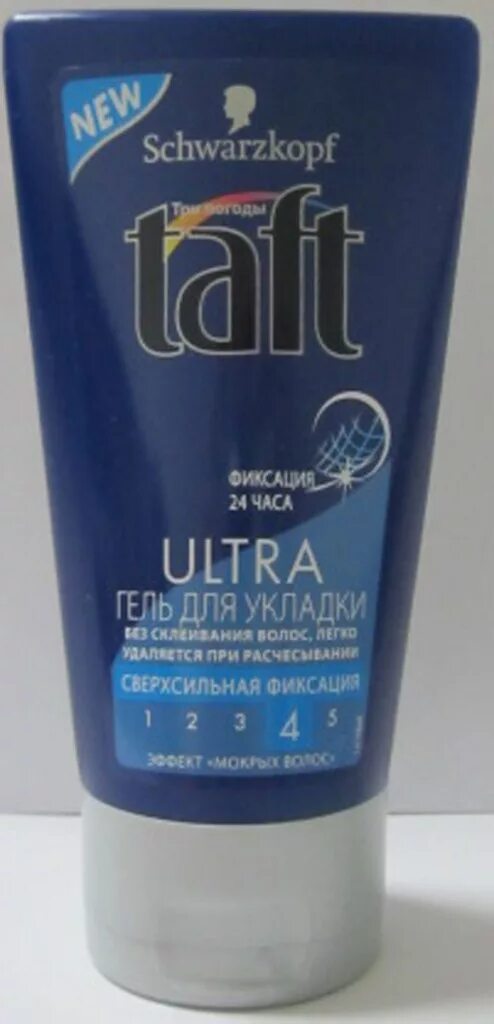 NEW
Schwarzkopf
Три погоды
taft
ФИКСАЦИЯ
24 ЧАСА
ULTRA
ГЕЛЬ ДЛЯ УКЛАДКИ
БЕЗ СКЛЕИВАНИЯ ВОЛОС, ЛЕГКО
УДАЛЯЕТСЯ ПРИ РАСЧЕСЫВАНИИ
СВЕРХСИЛЬНАЯ ФИКСАЦИЯ
1 2 3 4 5
ЭФФЕКТ «МОКРЫХ ВОЛОС»